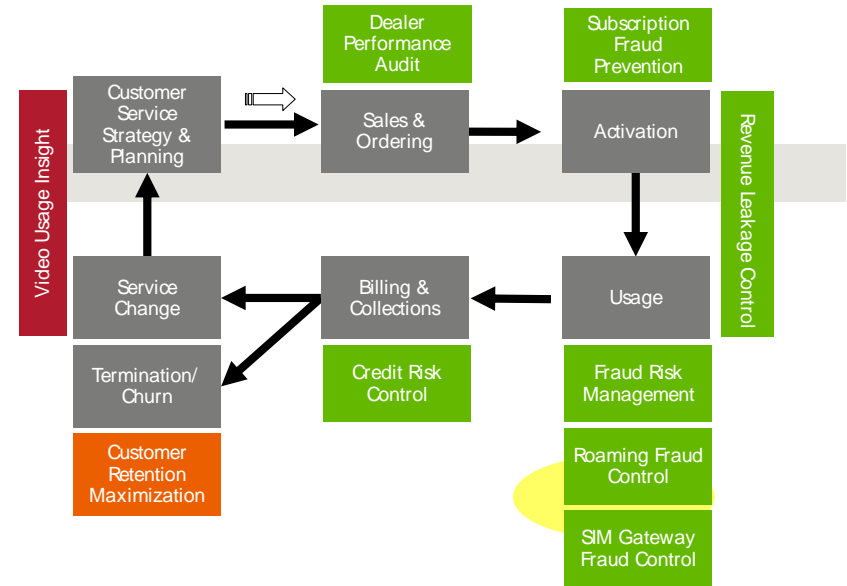 Dealer
Performance
Audit
Subscription
Fraud
Prevention
Customer
Service
Strategy &
Planning
Sales &
Ordering
Activation
Video Usage Insight
Revenue Leakage Control
Service
Change
Billing &
Collections
Usage
Termination/
Churn
Credit Risk
Control
Fraud Risk
Management
Customer
Retention
Maximization
Roaming Fraud
Control
SIM Gateway
Fraud Control